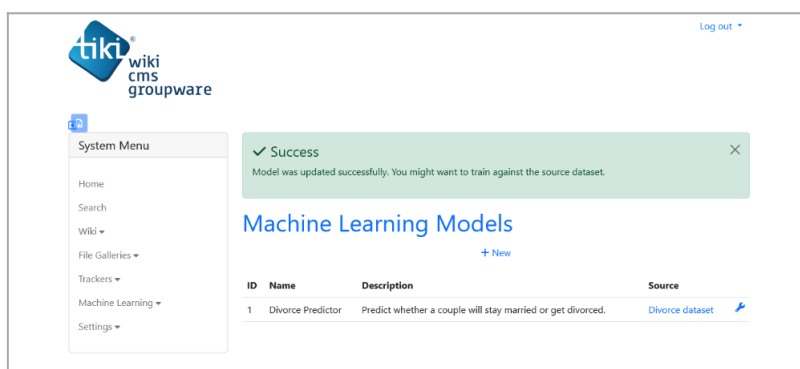 Log out
tiki®
wiki
cms
groupware
System Menu
Home
Search
Wiki
File Galleries
Trackers
Machine Learning
Settings
Success
Model was updated successfully. You might want to train against the source dataset.
Machine Learning Models
+ New
ID Name Description Source
1 Divorce Predictor Predict whether a couple will stay married or get divorced. Divorce dataset